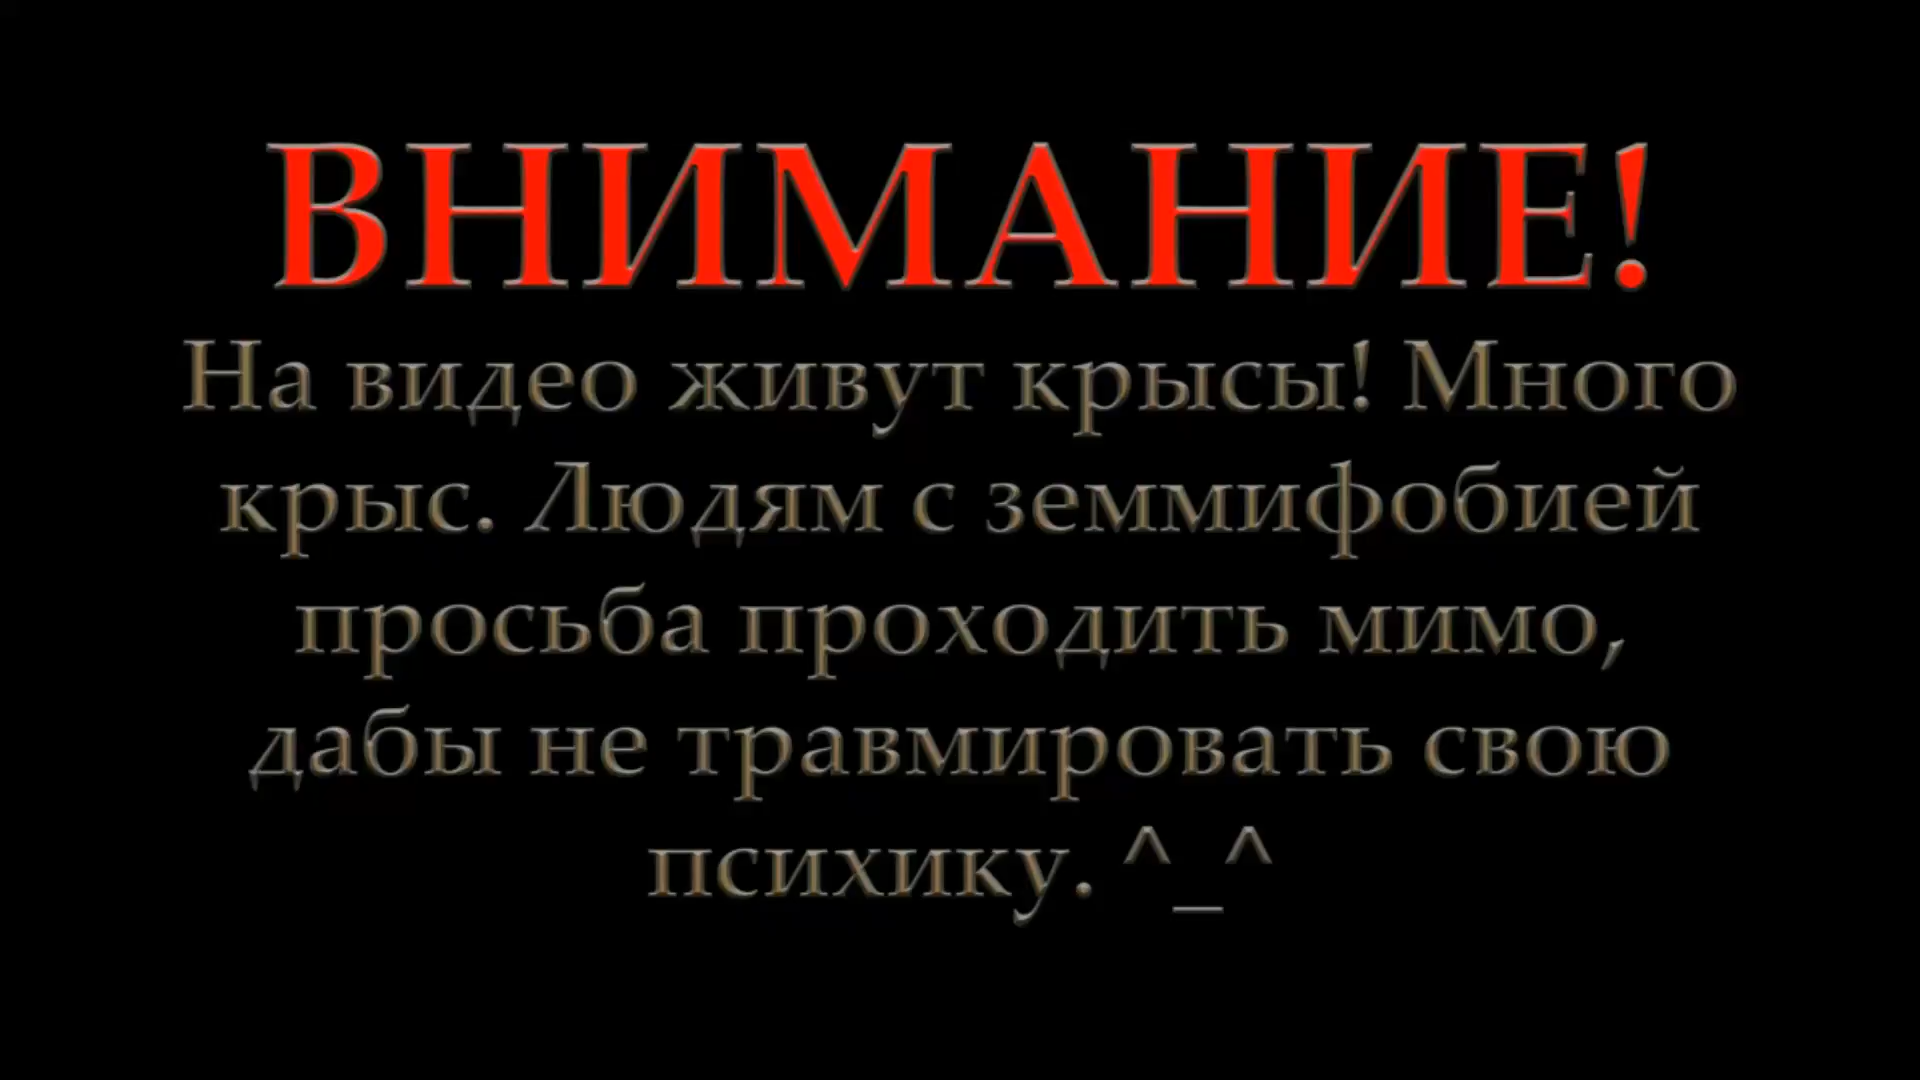 ВНИМАНИЕ!
На видео живут крысы! Много
крыс. Людям с земмифобией
просьба проходить мимо,
дабы не травмировать свою
психику. ^_^